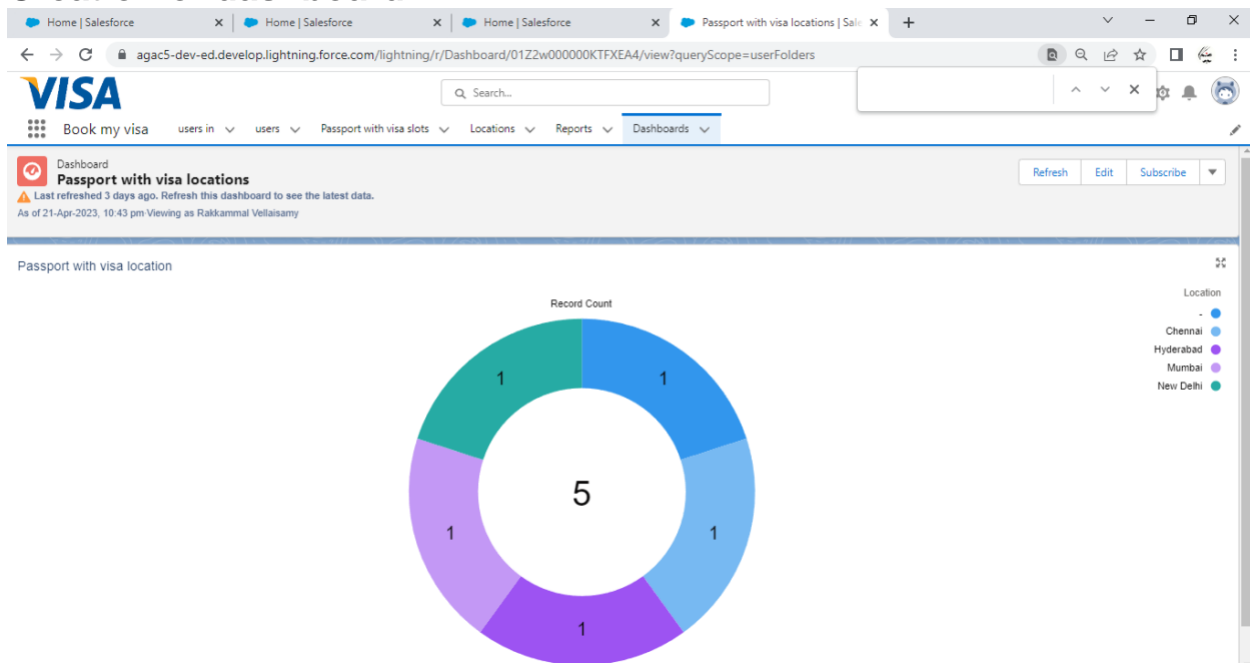 Home | Salesforce
Home | Salesforce
Home | Salesforce
Passport with visa locations | Sale
agac5-dev-ed.develop.lightning.force.com/lightning/r/Dashboard/01Z2w000000KTFXEA4/view?queryScope=userFolders
VISA
Search...
Book my visa users in users Passport with visa slots Locations Reports Dashboards
Dashboard
Passport with visa locations
Last refreshed 3 days ago. Refresh this dashboard to see the latest data.
As of 21-Apr-2023, 10:43 pm·Viewing as Rakkammal Vellaisamy
Refresh Edit Subscribe
Passport with visa location
Record Count
Location
-
Chennai
Hyderabad
Mumbai
New Delhi
1 1
5
1 1
1